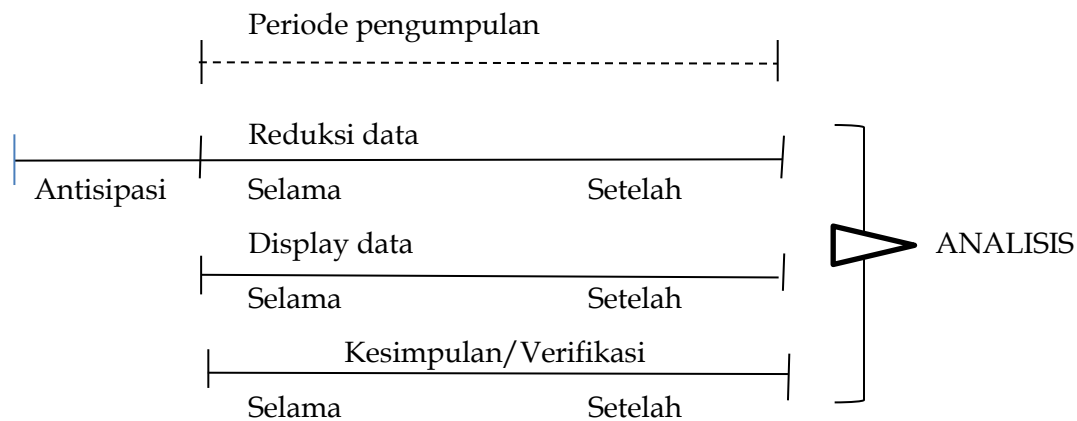 Periode pengumpulan
Reduksi data
Antisipasi Selama Setelah
Display data
ANALISIS
Selama Setelah
Kesimpulan/Verifikasi
Selama Setelah